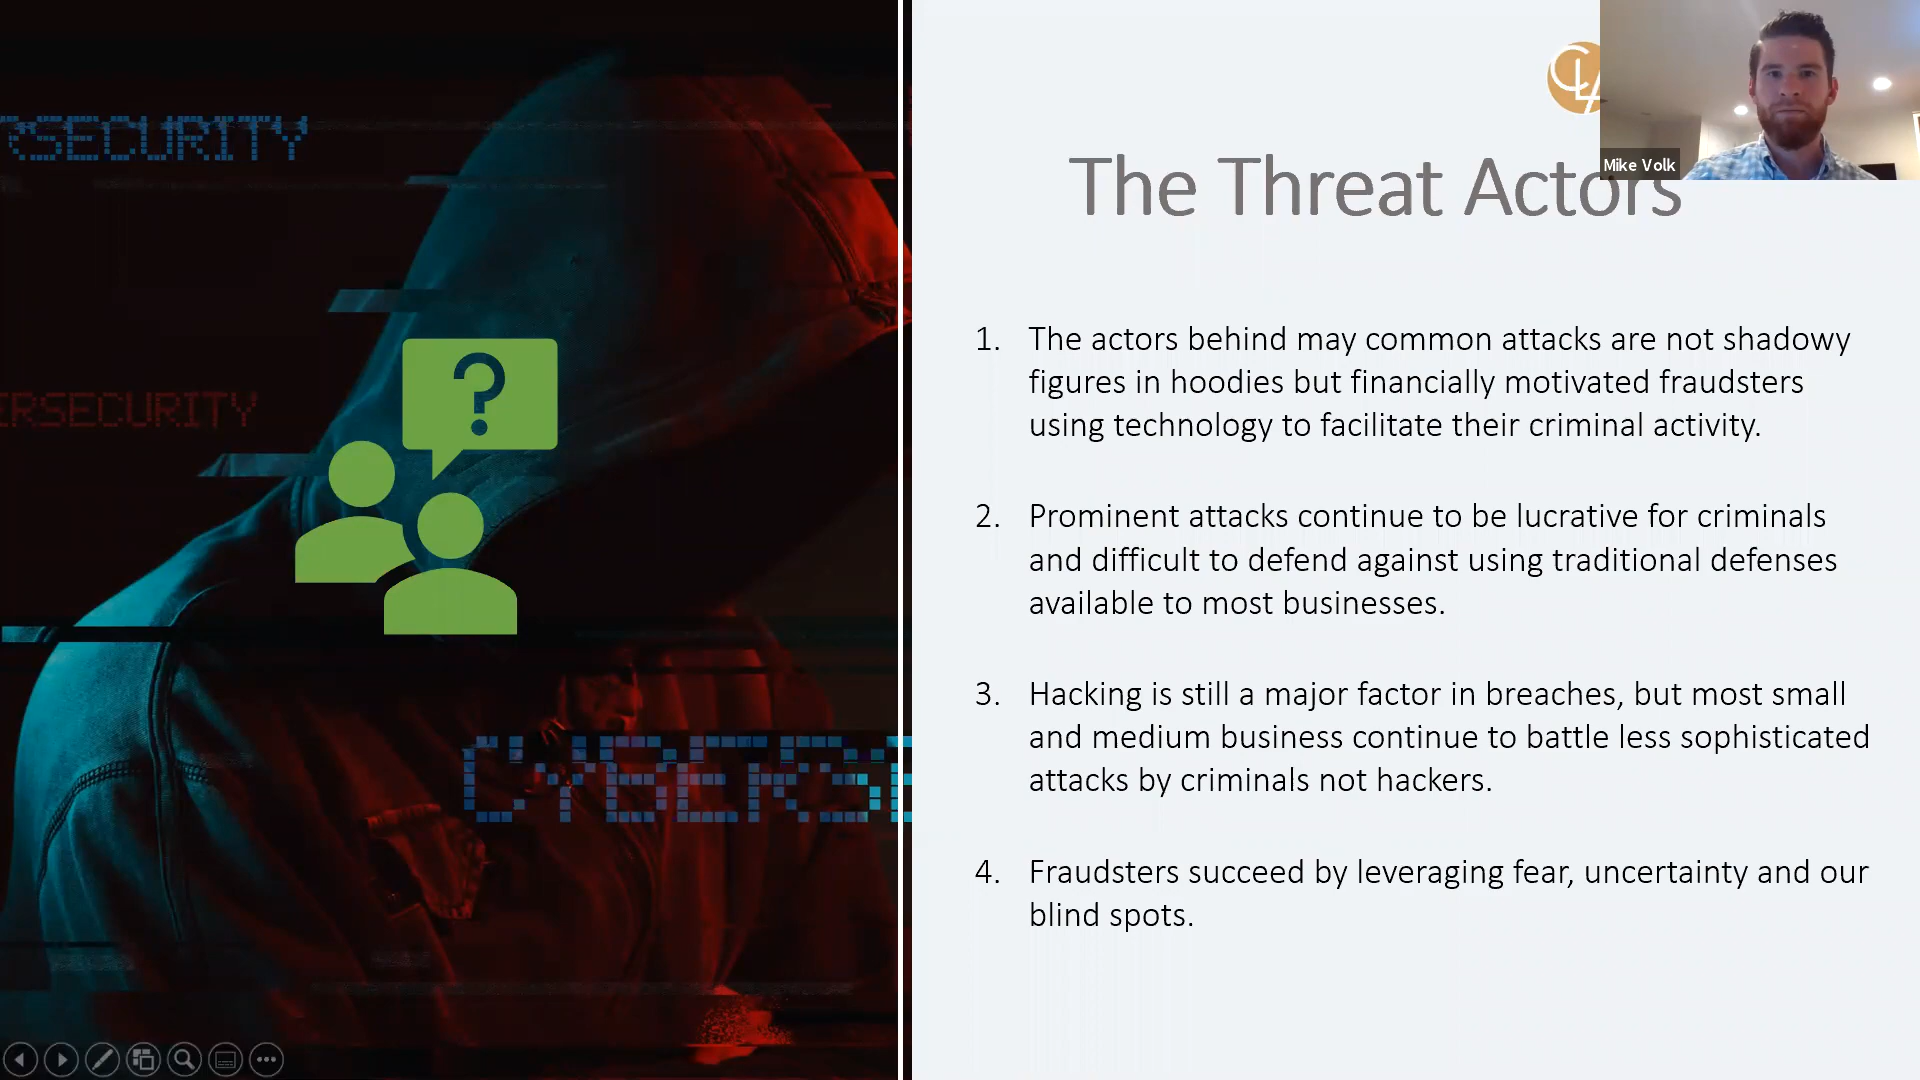 RSECURITY
ERSECURITY
CYBERSE
CLA
Mike Volk
The Threat Actors
1. The actors behind may common attacks are not shadowy
figures in hoodies but financially motivated fraudsters
using technology to facilitate their criminal activity.
2. Prominent attacks continue to be lucrative for criminals
and difficult to defend against using traditional defenses
available to most businesses.
3. Hacking is still a major factor in breaches, but most small
and medium business continue to battle less sophisticated
attacks by criminals not hackers.
4. Fraudsters succeed by leveraging fear, uncertainty and our
blind spots.